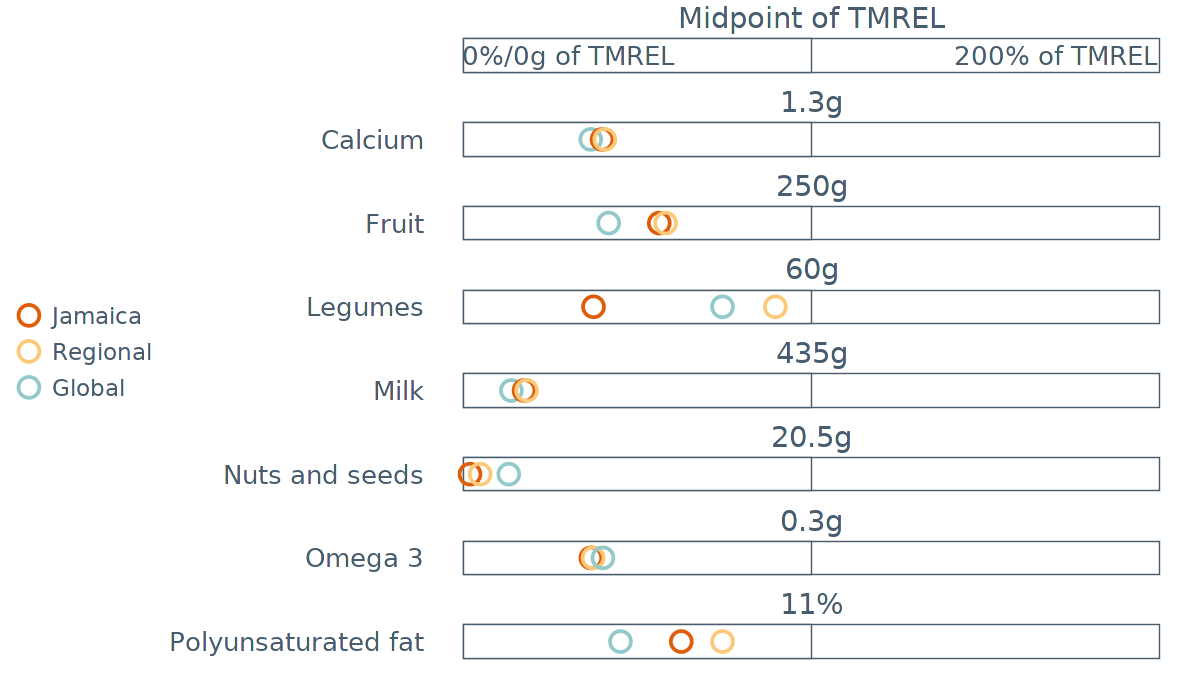 Midpoint of TMREL
0%/0g of TMREL
200% of TMREL
1.3g
Calcium
250g
Fruit
60g
Legumes
435g
Milk
20.5g
Nuts and seeds
0.3g
Omega 3
11%
Polyunsaturated fat
Jamaica
Regional
Global